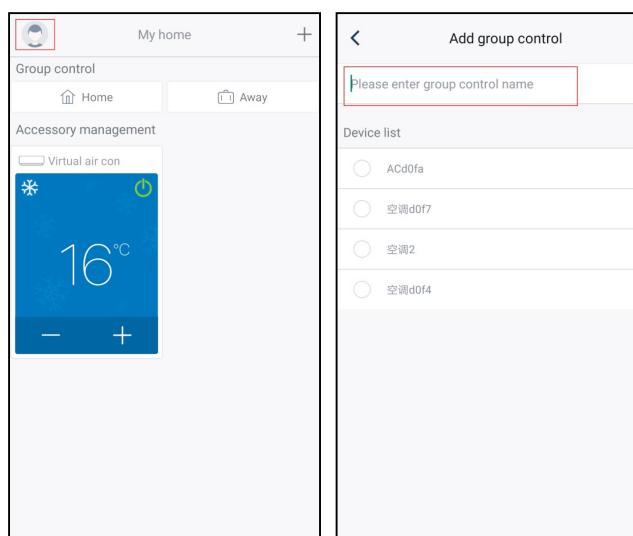 My home +
Group control
Home Away
Accessory management
Virtual air con
16°C
— +
Add group control
Please enter group control name
Device list
ACd0fa
空调d0f7
空调2
空调d0f4